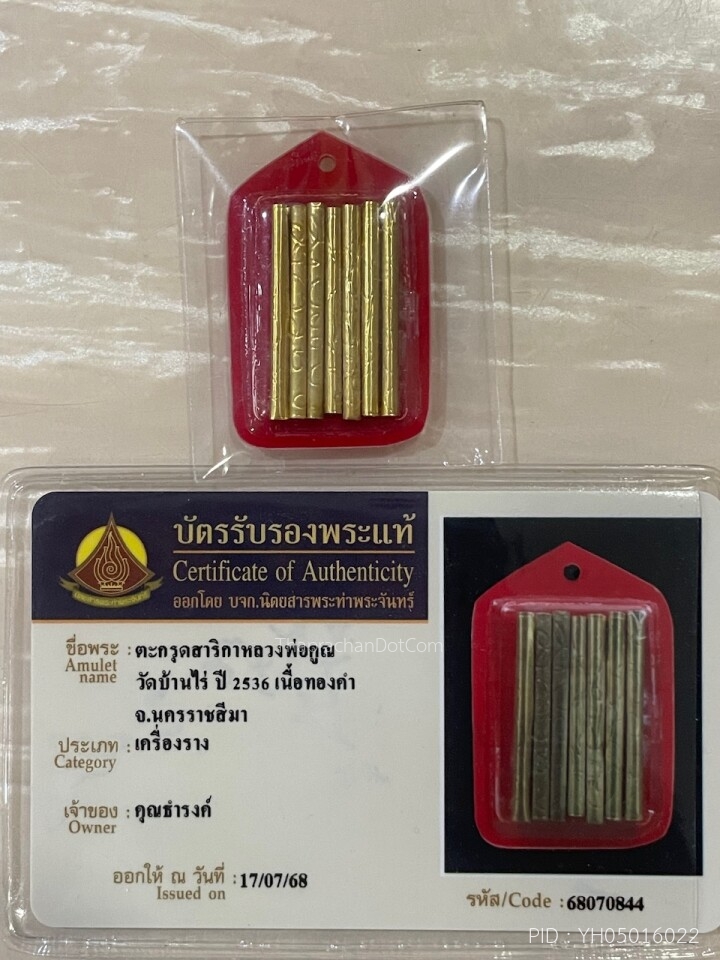 บัตรรับรองพระแท้
Certificate of Authenticity
ออกโดย บจก.นิตยสารพระท่าพระจันทร์
ชื่อพระ : ตะกรุดสาริกาหลวงพ่อคูณ
Amulet name
วัดบ้านไร่ ปี 2536 เนื้อทองคำ
จ.นครราชสีมา
ประเภท : เครื่องราง
Category
เจ้าของ : คุณธำรงค์
Owner
ออกให้ ณ วันที่ : 17/07/68
Issued on
รหัส/Code : 68070844
ThaprachanDotCom
PID : YH05016022